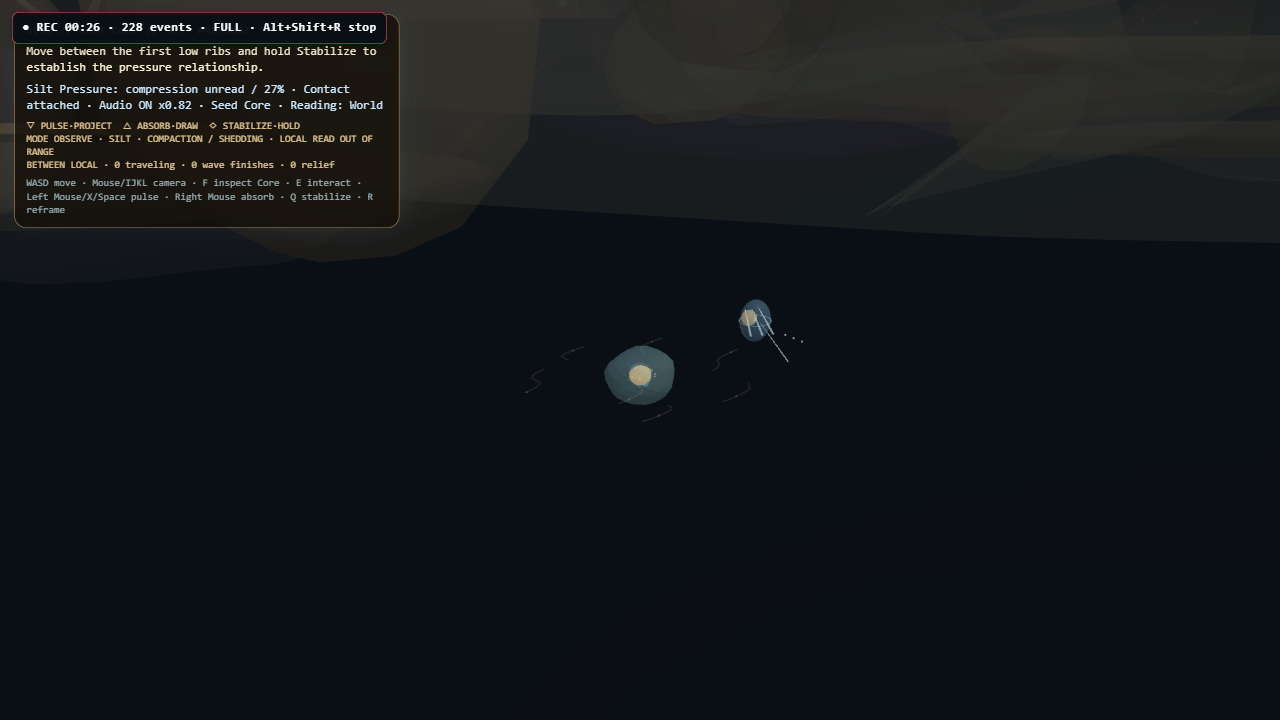 ● REC 00:26 · 228 events · FULL · Alt+Shift+R stop
Move between the first low ribs and hold Stabilize to
establish the pressure relationship.
Silt Pressure: compression unread / 27% · Contact
attached · Audio ON x0.82 · Seed Core · Reading: World
▽ PULSE·PROJECT △ ABSORB·DRAW ◇ STABILIZE·HOLD
MODE OBSERVE · SILT · COMPACTION / SHEDDING · LOCAL READ OUT OF
RANGE
BETWEEN LOCAL · 0 traveling · 0 wave finishes · 0 relief
WASD move · Mouse/IJKL camera · F inspect Core · E interact ·
Left Mouse/X/Space pulse · Right Mouse absorb · Q stabilize · R
reframe